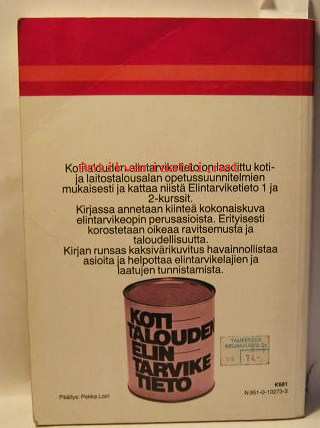 Kotitalouden elintarviketieto on laadittu koti-
ja laitostalousalan opetussuunnitelmien
mukaisesti ja kattaa niistä Elintarviketieto 1 ja
2-kurssit.
Kirjassa annetaan kiinteä kokonaiskuva
elintarvikeopin perusasioista. Erityisesti
korostetaan oikeaa ravitsemusta ja
taloudellisuutta.
Kirjan runsas kaksivärikuvitus havainnollistaa
asioita ja helpottaa elintarvikelajien ja
laatujen tunnistamista.
KOTI
TALOUDEN
ELIN
TARVIKE
TIETO
Päällys: Pekka Loiri
K681